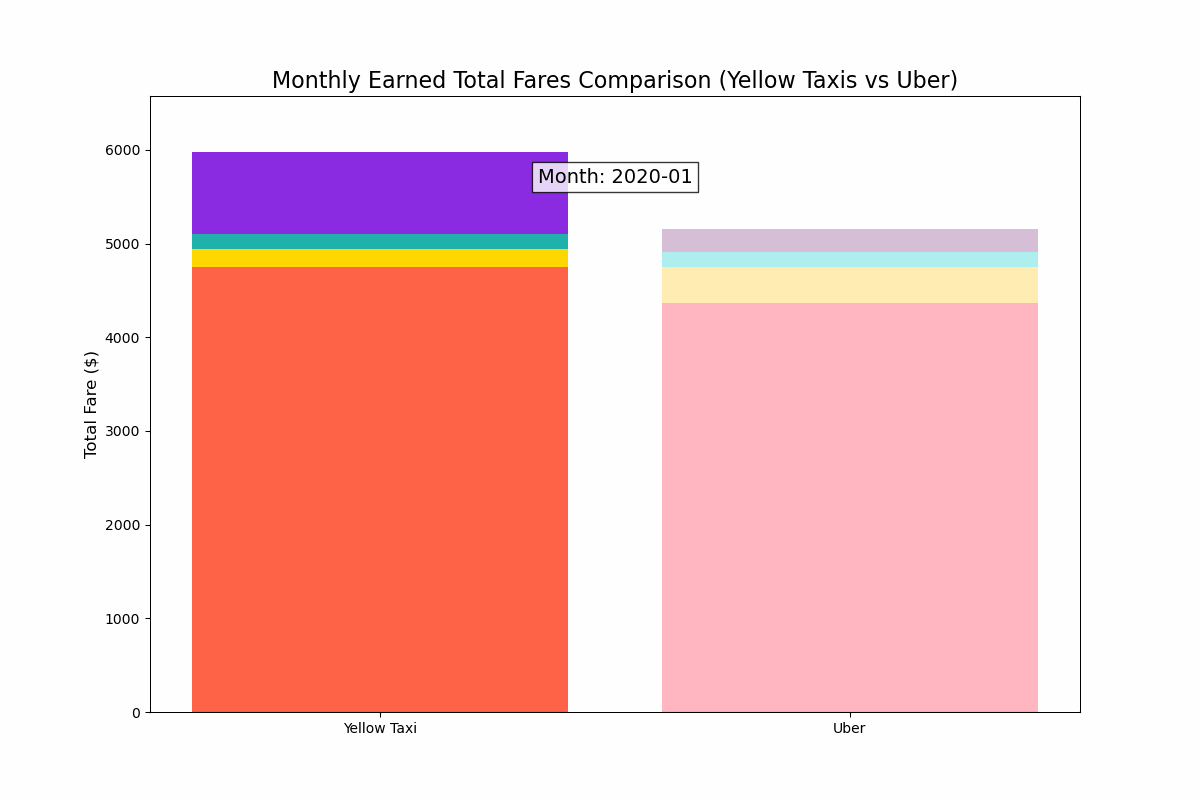 Monthly Earned Total Fares Comparison (Yellow Taxis vs Uber)
Month: 2020-01
Total Fare ($)
6000
5000
4000
3000
2000
1000
0
Yellow Taxi
Uber